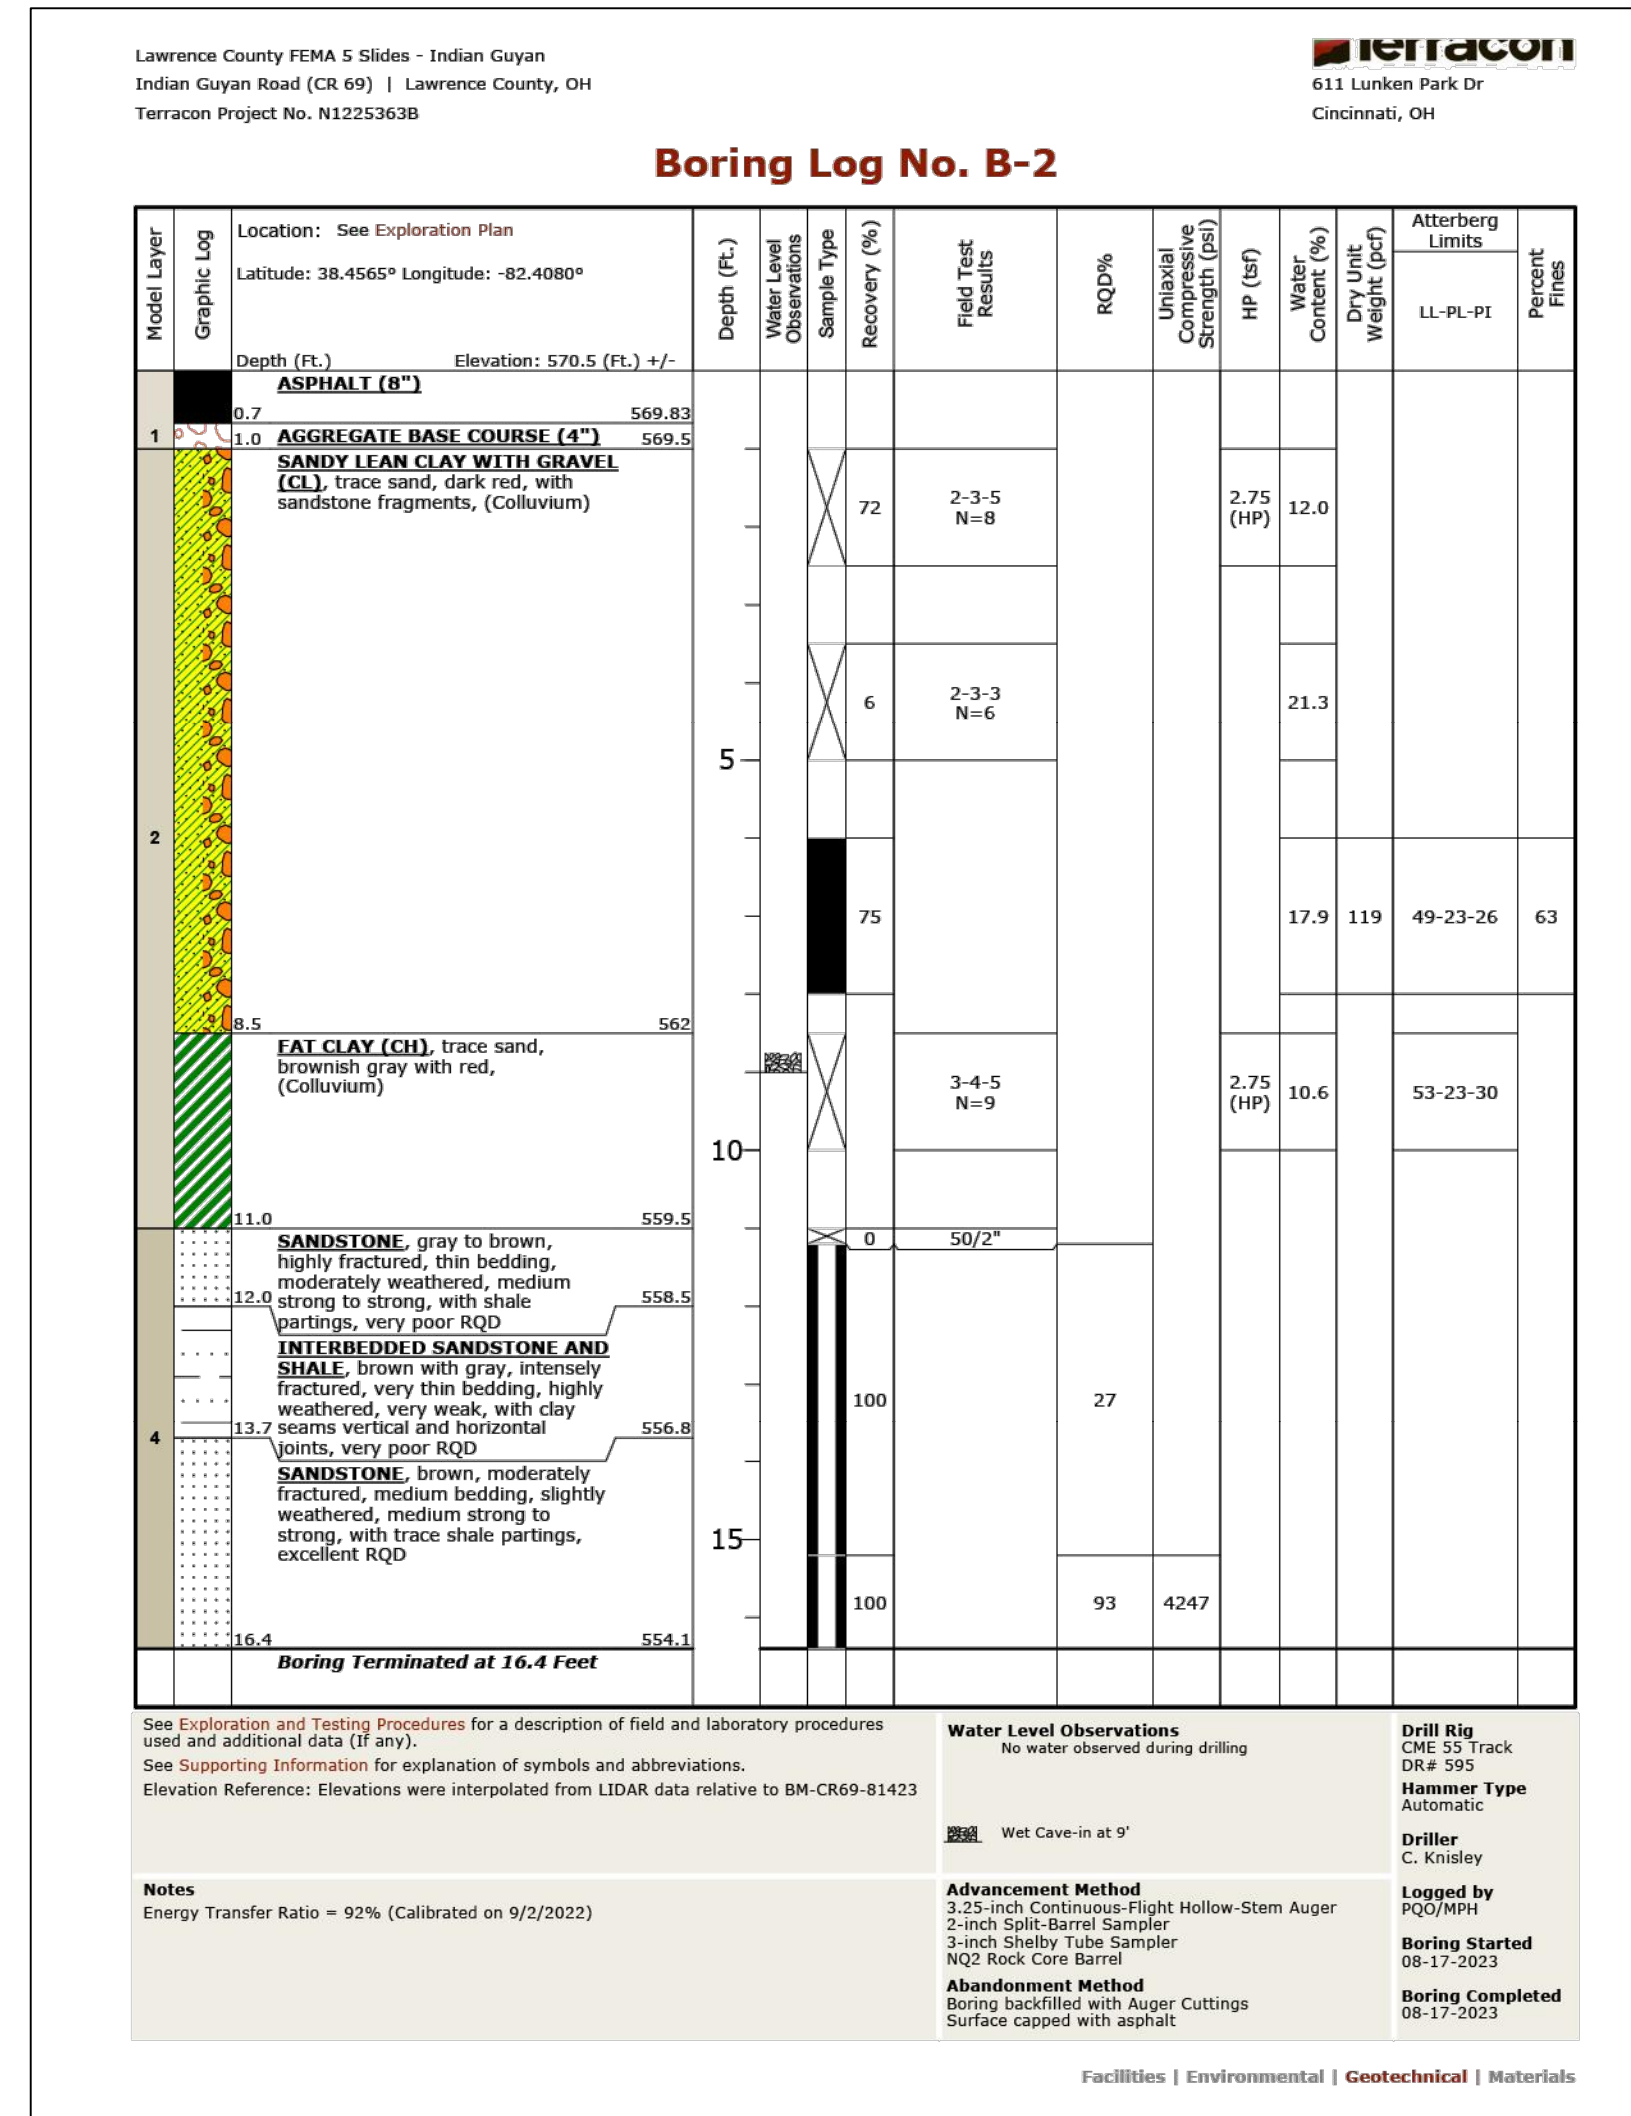 Lawrence County FEMA 5 Slides - Indian Guyan
Indian Guyan Road (CR 69) | Lawrence County, OH
Terracon Project No. N1225363B
Terracon
611 Lunken Park Dr
Cincinnati, OH
Boring Log No. B-2
Model Layer
Graphic Log
Location: See Exploration Plan
Latitude: 38.4565° Longitude: -82.4080°
Depth (Ft.) Elevation: 570.5 (Ft.) +/-
Depth (Ft.)
Water Level
Observations
Sample Type
Recovery (%)
Field Test
Results
RQD%
Uniaxial
Compressive
Strength (psi)
HP (tsf)
Water
Content (%)
Dry Unit
Weight (pcf)
Atterberg
Limits
LL-PL-PI
Percent
Fines
ASPHALT (8")
0.7 569.83
1
1.0 AGGREGATE BASE COURSE (4") 569.5
SANDY LEAN CLAY WITH GRAVEL
(CL), trace sand, dark red, with
sandstone fragments, (Colluvium)
72
2-3-5
N=8
2.75
(HP)
12.0
6
2-3-3
N=6
21.3
5
2
75
17.9 119 49-23-26 63
8.5 562
FAT CLAY (CH), trace sand,
brownish gray with red,
(Colluvium)
3-4-5
N=9
2.75
(HP)
10.6 53-23-30
10
11.0 559.5
SANDSTONE, gray to brown,
highly fractured, thin bedding,
moderately weathered, medium
12.0 strong to strong, with shale 558.5
partings, very poor RQD
0 50/2"
INTERBEDDED SANDSTONE AND
SHALE, brown with gray, intensely
fractured, very thin bedding, highly
weathered, very weak, with clay
13.7 seams vertical and horizontal 556.8
joints, very poor RQD
100 27
4
SANDSTONE, brown, moderately
fractured, medium bedding, slightly
weathered, medium strong to
strong, with trace shale partings,
excellent RQD
15
100 93 4247
16.4 554.1
Boring Terminated at 16.4 Feet
See Exploration and Testing Procedures for a description of field and laboratory procedures
used and additional data (If any).
See Supporting Information for explanation of symbols and abbreviations.
Elevation Reference: Elevations were interpolated from LIDAR data relative to BM-CR69-81423
Water Level Observations
No water observed during drilling
Wet Cave-in at 9'
Drill Rig
CME 55 Track
DR# 595
Hammer Type
Automatic
Driller
C. Knisley
Notes
Energy Transfer Ratio = 92% (Calibrated on 9/2/2022)
Advancement Method
3.25-inch Continuous-Flight Hollow-Stem Auger
2-inch Split-Barrel Sampler
3-inch Shelby Tube Sampler
NQ2 Rock Core Barrel
Abandonment Method
Boring backfilled with Auger Cuttings
Surface capped with asphalt
Logged by
PQO/MPH
Boring Started
08-17-2023
Boring Completed
08-17-2023
Facilities | Environmental | Geotechnical | Materials